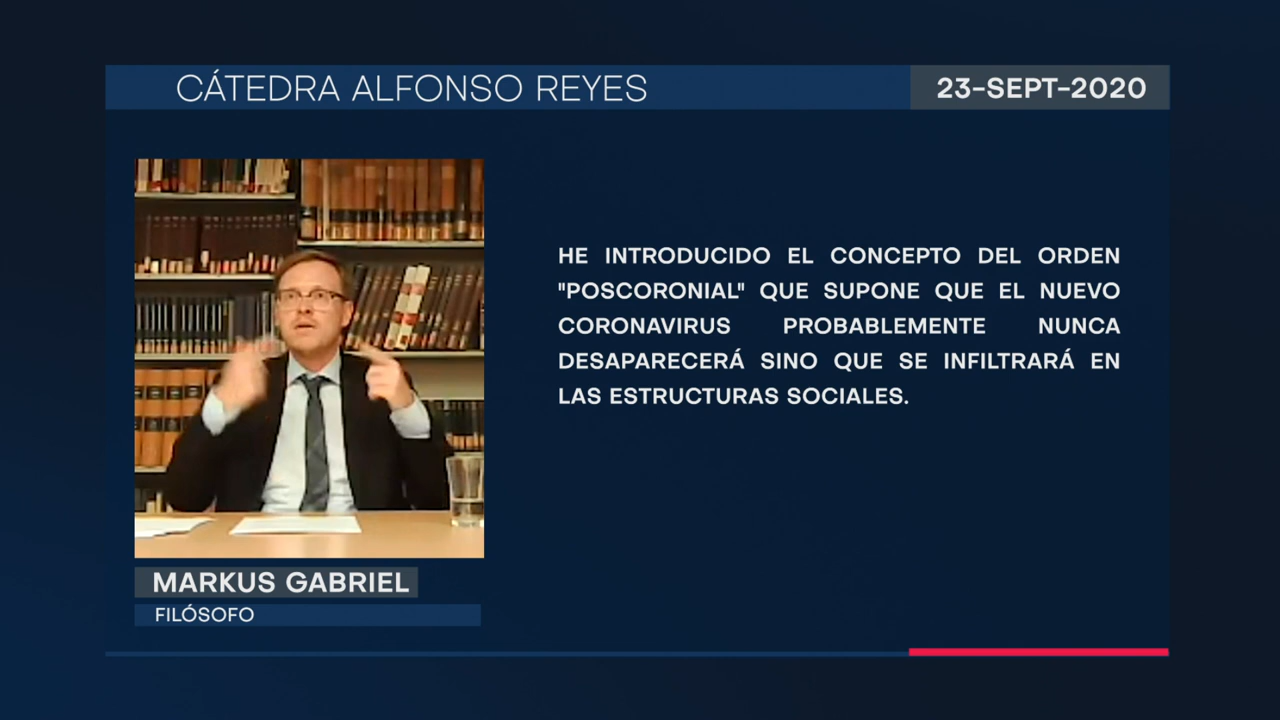 CÁTEDRA ALFONSO REYES
23-SEPT-2020
HE INTRODUCIDO EL CONCEPTO DEL ORDEN
"POSCORONIAL" QUE SUPONE QUE EL NUEVO
CORONAVIRUS PROBABLEMENTE NUNCA
DESAPARECERÁ SINO QUE SE INFILTRARÁ EN
LAS ESTRUCTURAS SOCIALES.
MARKUS GABRIEL
FILÓSOFO